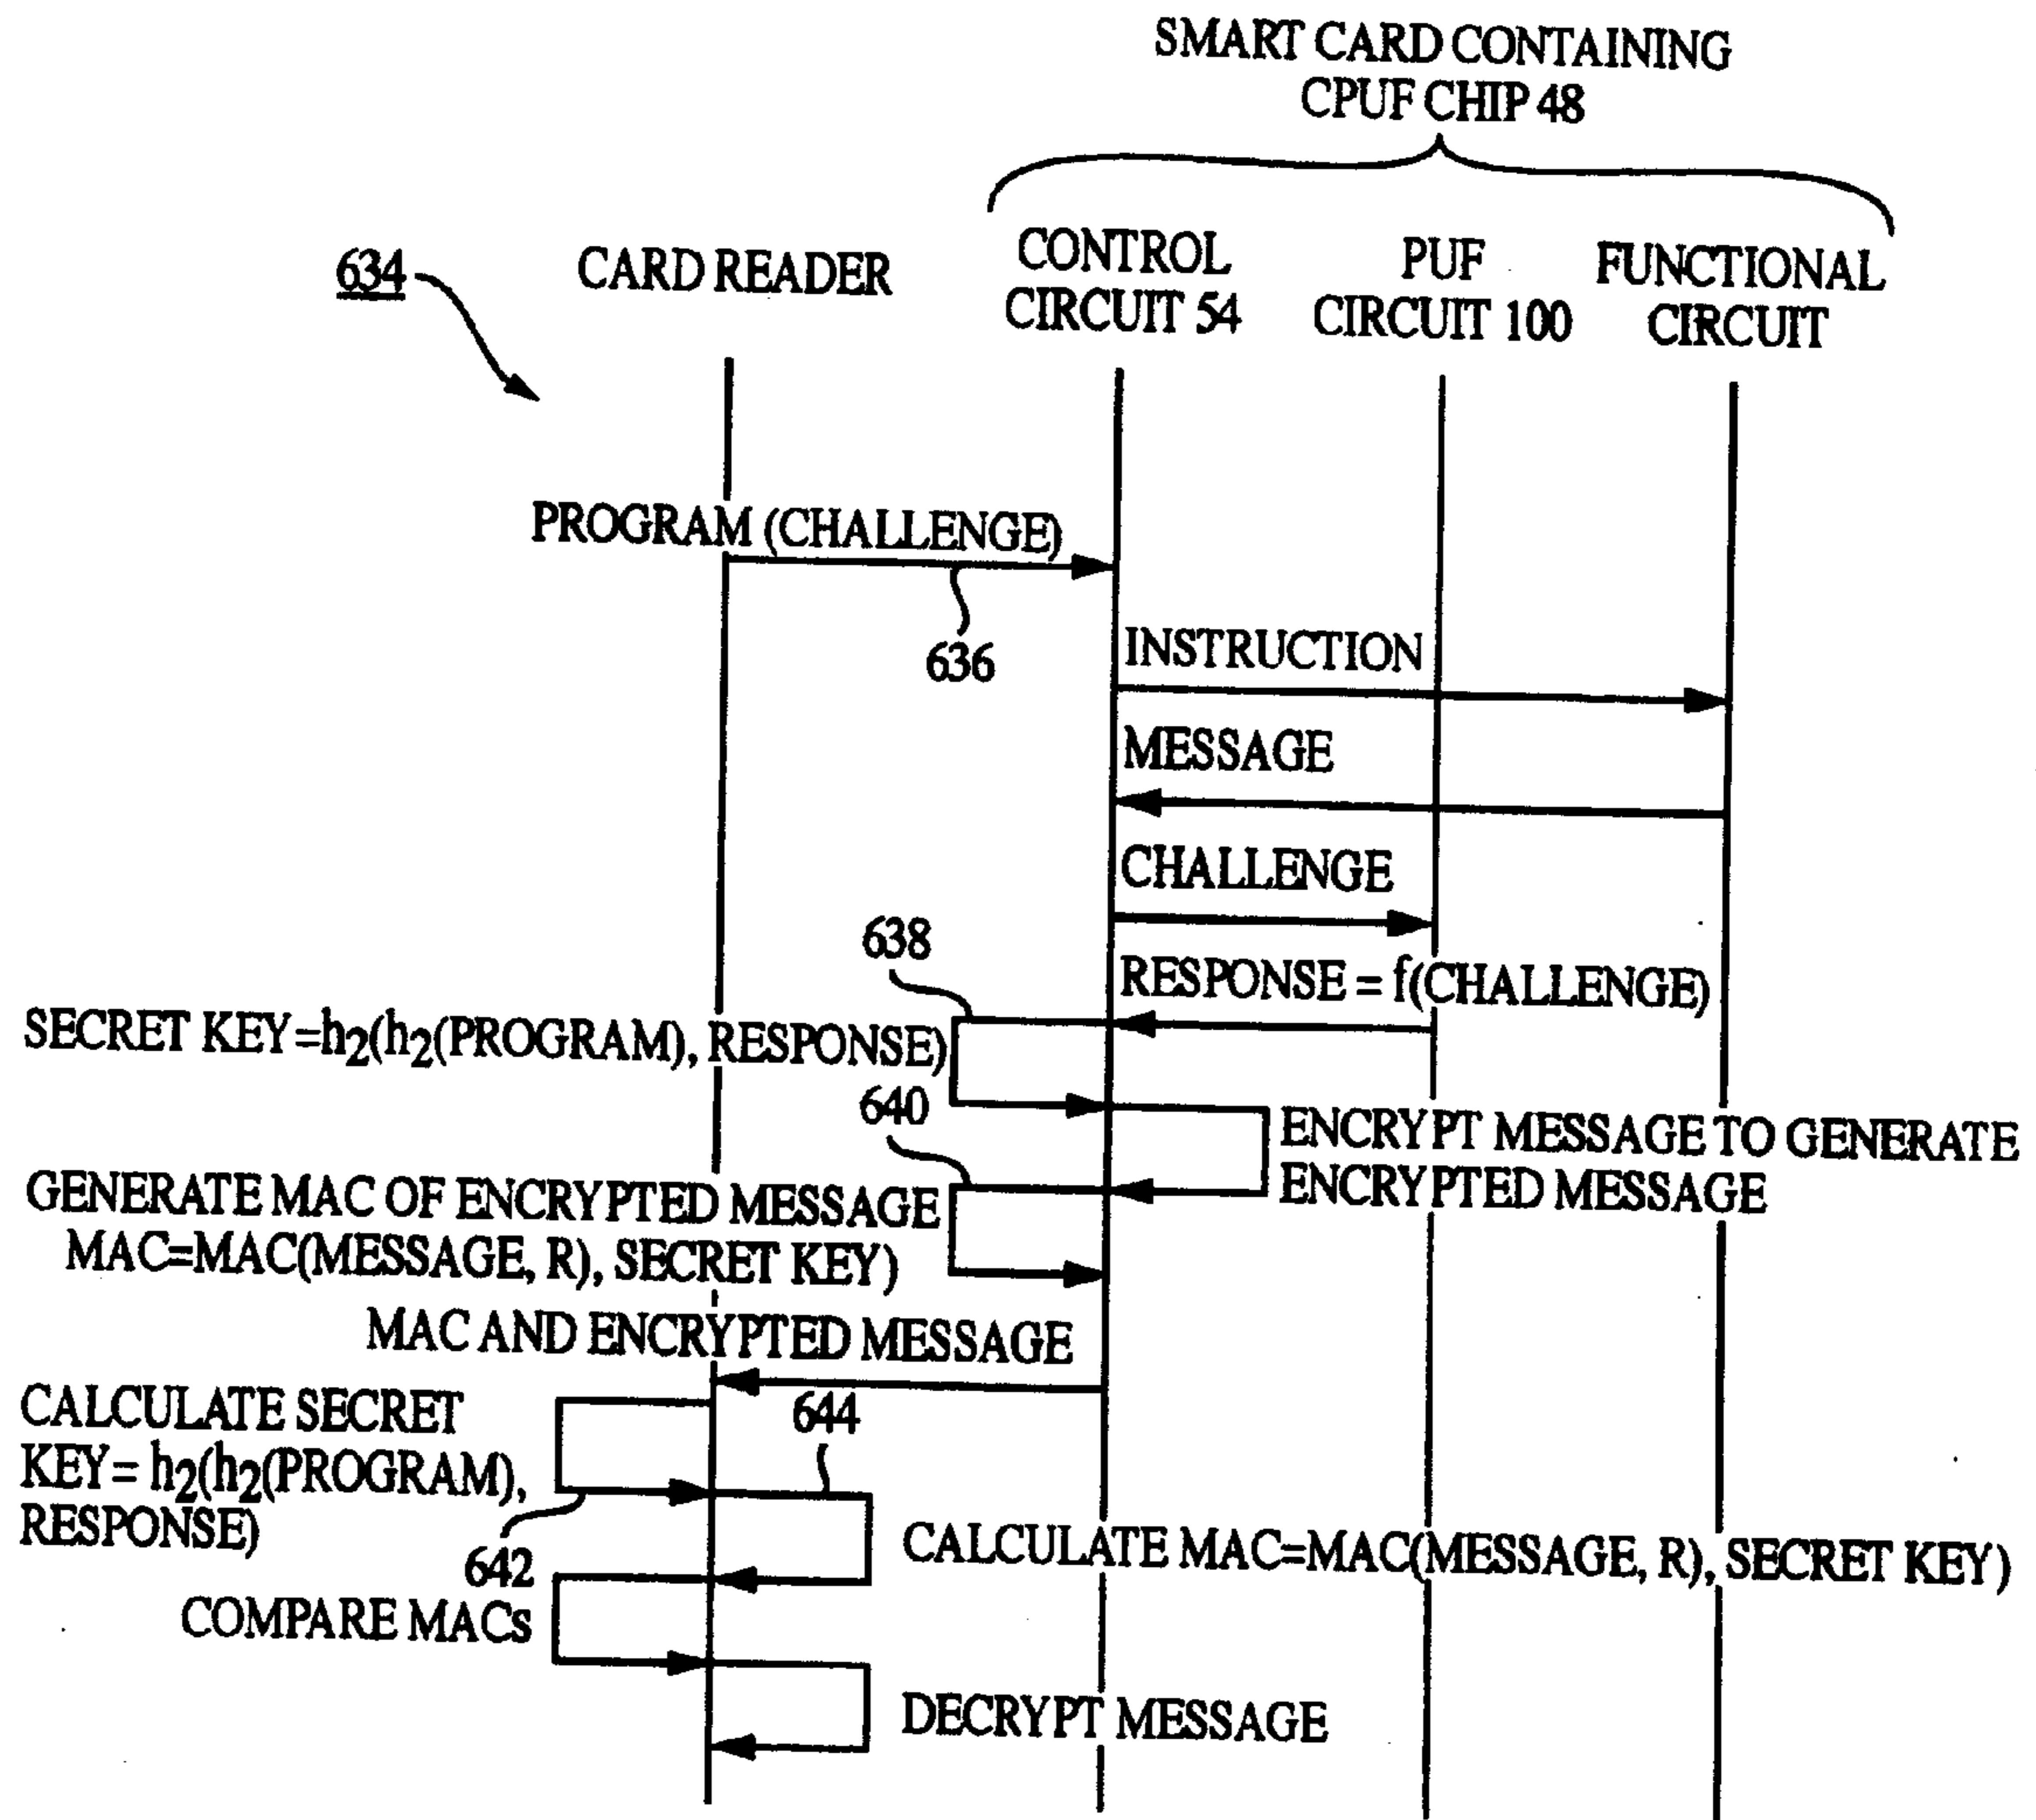 SMART CARD CONTAINING
CPUF CHIP 48
634
CARD READER
CONTROL
CIRCUIT 54
PUF
CIRCUIT 100
FUNCTIONAL
CIRCUIT
PROGRAM (CHALLENGE)
636
INSTRUCTION
MESSAGE
CHALLENGE
638
RESPONSE = f(CHALLENGE)
SECRET KEY=h2(h2(PROGRAM), RESPONSE)
640
ENCRYPT MESSAGE TO GENERATE
ENCRYPTED MESSAGE
GENERATE MAC OF ENCRYPTED MESSAGE
MAC=MAC(MESSAGE, R), SECRET KEY)
MAC AND ENCRYPTED MESSAGE
CALCULATE SECRET
KEY= h2(h2(PROGRAM),
RESPONSE)
644
642
CALCULATE MAC=MAC(MESSAGE, R), SECRET KEY)
COMPARE MACs
DECRYPT MESSAGE